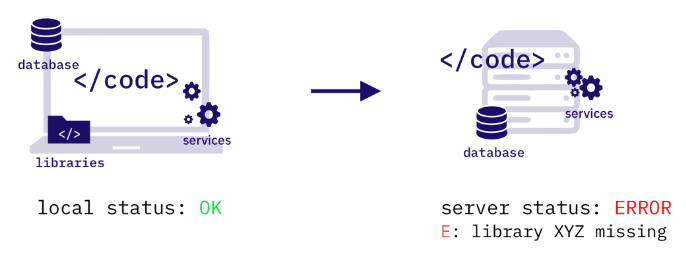 database
</code>
services
</>
libraries
local status: OK
</code>
services
database
server status: ERROR
E: library XYZ missing